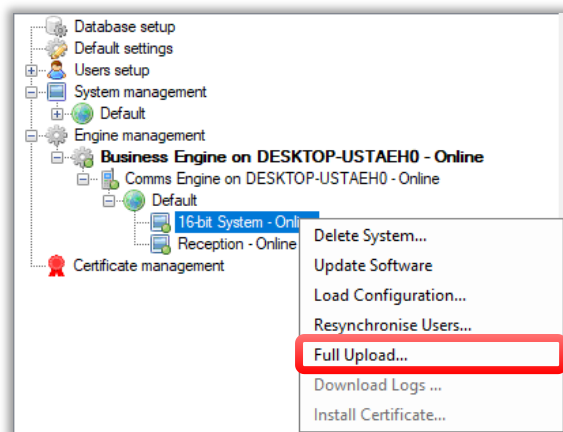 Database setup
Default settings
Users setup
System management
Default
Engine management
Business Engine on DESKTOP-USTAEH0 - Online
Comms Engine on DESKTOP-USTAEH0 - Online
Default
16-bit System - Onli
Reception - Online
Certificate management
Delete System...
Update Software
Load Configuration...
Resynchronise Users...
Full Upload...
Download Logs ...
Install Certificate...